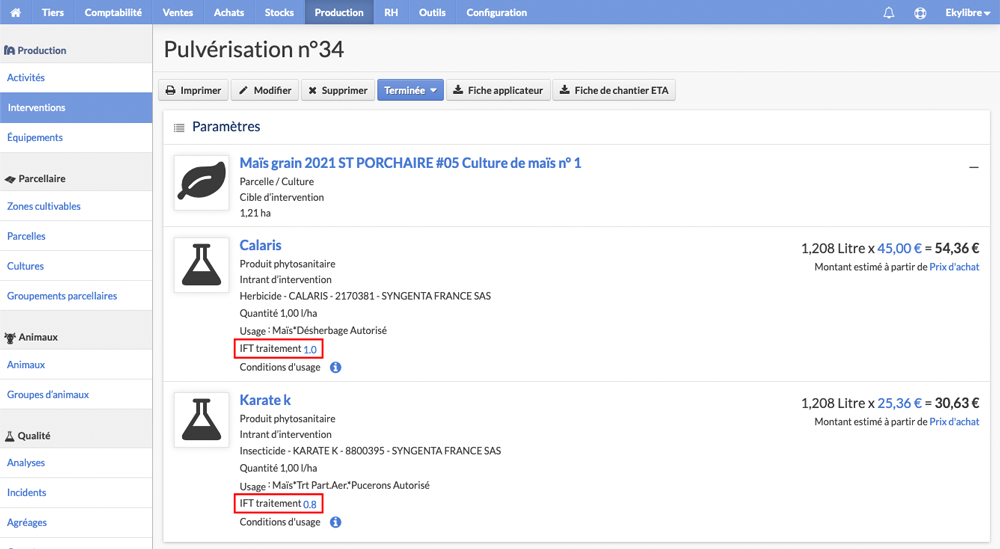 Tiers Comptabilité Ventes Achats Stocks Production RH Outils Configuration Ekylibre
Production
Activités
Interventions
Équipements
Parcellaire
Zones cultivables
Parcelles
Cultures
Groupements parcellaires
Animaux
Animaux
Groupes d'animaux
Qualité
Analyses
Incidents
Agréages
Pulvérisation n°34
Imprimer Modifier Supprimer Terminée Fiche applicateur Fiche de chantier ETA
Paramètres
Maïs grain 2021 ST PORCHAIRE #05 Culture de maïs n° 1
Parcelle / Culture
Cible d'intervention
1,21 ha
Calaris
1,208 Litre x 45,00 € = 54,36 €
Produit phytosanitaire
Montant estimé à partir de Prix d'achat
Intrant d'intervention
Herbicide - CALARIS - 2170381 - SYNGENTA FRANCE SAS
Quantité 1,00 l/ha
Usage : Maïs*Désherbage Autorisé
IFT traitement 1.0
Conditions d'usage
Karate k
1,208 Litre x 25,36 € = 30,63 €
Produit phytosanitaire
Montant estimé à partir de Prix d'achat
Intrant d'intervention
Insecticide - KARATE K - 8800395 - SYNGENTA FRANCE SAS
Quantité 1,00 l/ha
Usage : Maïs*Trt Part.Aer.*Pucerons Autorisé
IFT traitement 0.8
Conditions d'usage